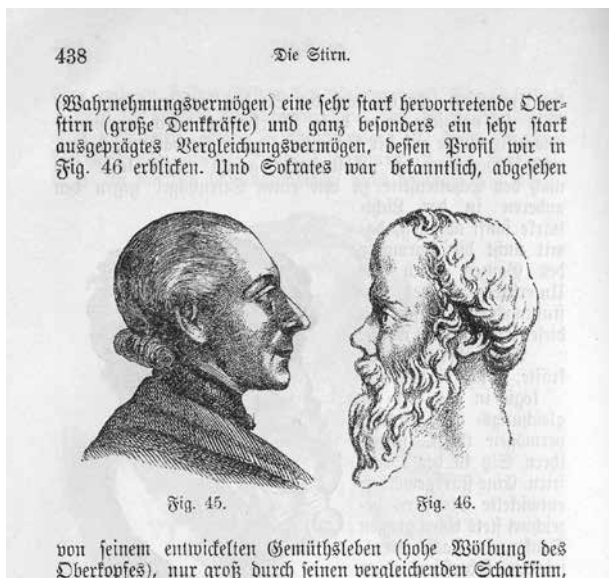 438
Die Stirn.
(Wahrnehmungsvermögen) eine sehr stark hervortretende Ober-
stirn (große Denkkräfte) und ganz besonders ein sehr stark
ausgeprägtes Vergleichungsvermögen, dessen Profil wir in
Fig. 46 erblicken. Und Sokrates war bekanntlich, abgesehen
Fig. 45.
Fig. 46.
von seinem entwickelten Gemüthsleben (hohe Wölbung des
Oberkopfes), nur groß durch seinen vergleichenden Scharfsinn,